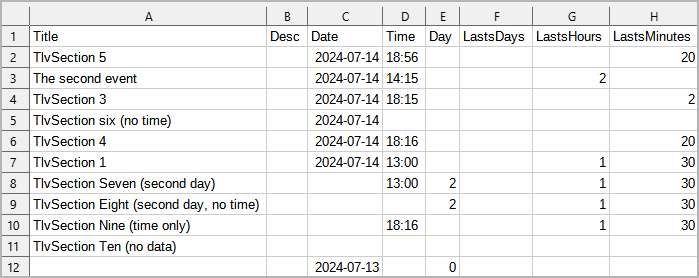 A B C D E F G H
1 Title Desc Date Time Day LastsDays LastsHours LastsMinutes
2 TlvSection 5 2024-07-14 18:56 20
3 The second event 2024-07-14 14:15 2
4 TlvSection 3 2024-07-14 18:15 2
5 TlvSection six (no time) 2024-07-14
6 TlvSection 4 2024-07-14 18:16 20
7 TlvSection 1 2024-07-14 13:00 1 30
8 TlvSection Seven (second day) 13:00 2 1 30
9 TlvSection Eight (second day, no time) 2 1 30
10 TlvSection Nine (time only) 18:16 1 30
11 TlvSection Ten (no data)
12 2024-07-13 0